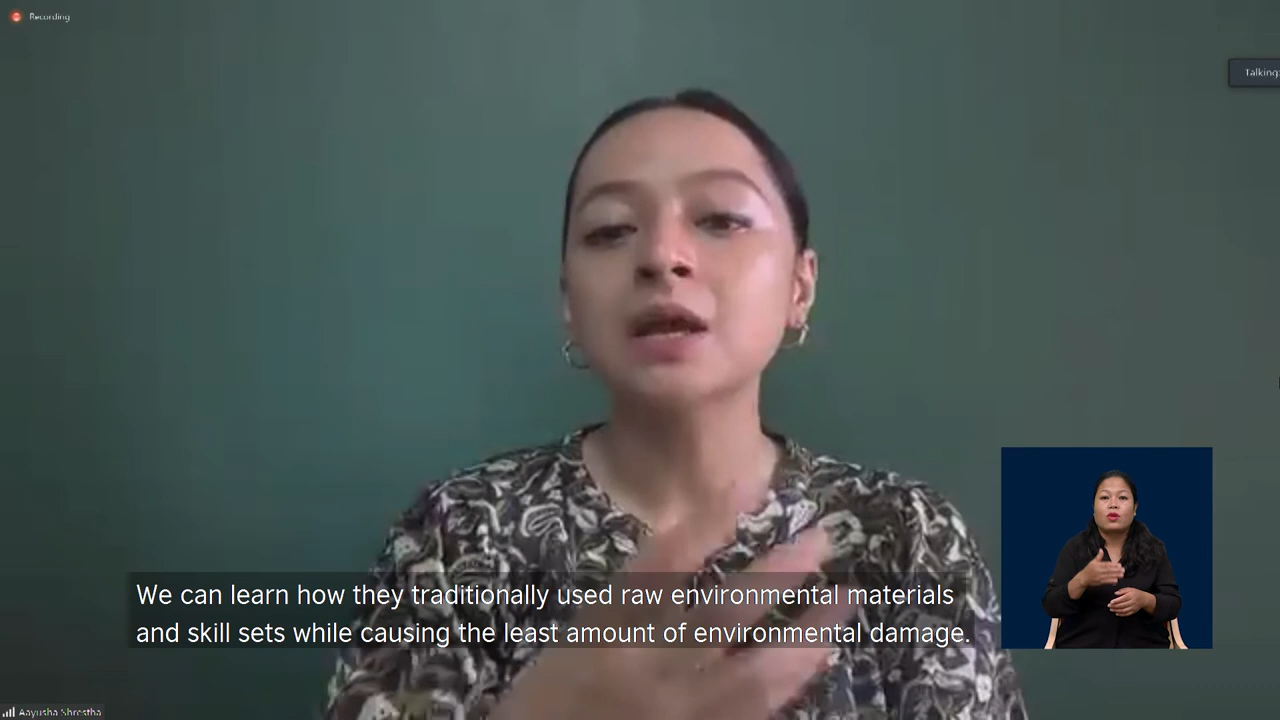 Recording
Talking:
We can learn how they traditionally used raw environmental materials
and skill sets while causing the least amount of environmental damage.
Aayusha Shrestha